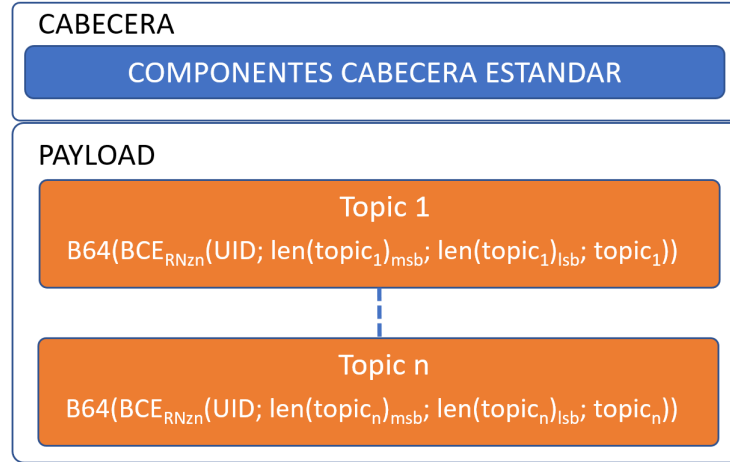 CABECERA
COMPONENTES CABECERA ESTANDAR
PAYLOAD
Topic 1
B64(BCE_RNzn(UID; len(topic_1)_msb; len(topic_1)_lsb; topic_1))
Topic n
B64(BCE_RNzn(UID; len(topic_n)_msb; len(topic_n)_lsb; topic_n))